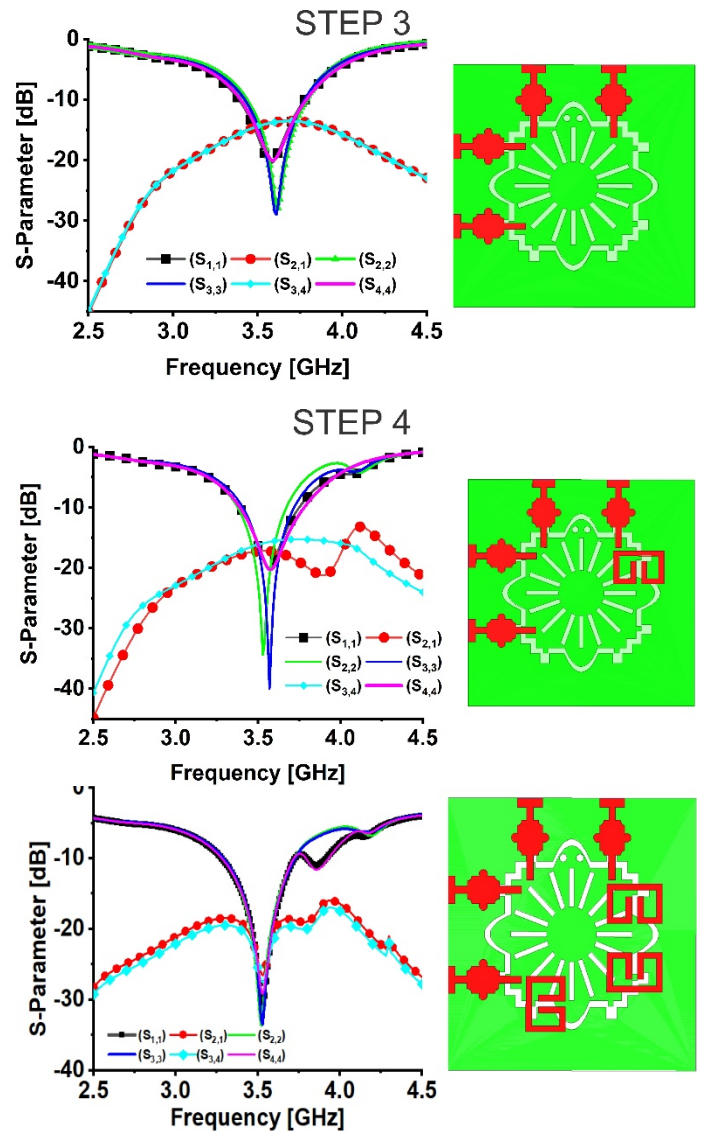 STEP 3
0
-10
-20
-30
-40
S-Parameter [dB]
(S1,1) (S2,1) (S2,2)
(S3,3) (S3,4) (S4,4)
2.5 3.0 3.5 4.0 4.5
Frequency [GHz]
STEP 4
0
-10
-20
-30
-40
S-Parameter [dB]
(S1,1) (S2,1)
(S2,2) (S3,3)
(S3,4) (S4,4)
2.5 3.0 3.5 4.0 4.5
Frequency [GHz]
-10
-20
-30
-40
S-Parameter [dB]
(S1,1) (S2,1) (S2,2)
(S3,3) (S3,4) (S4,4)
2.5 3.0 3.5 4.0 4.5
Frequency [GHz]